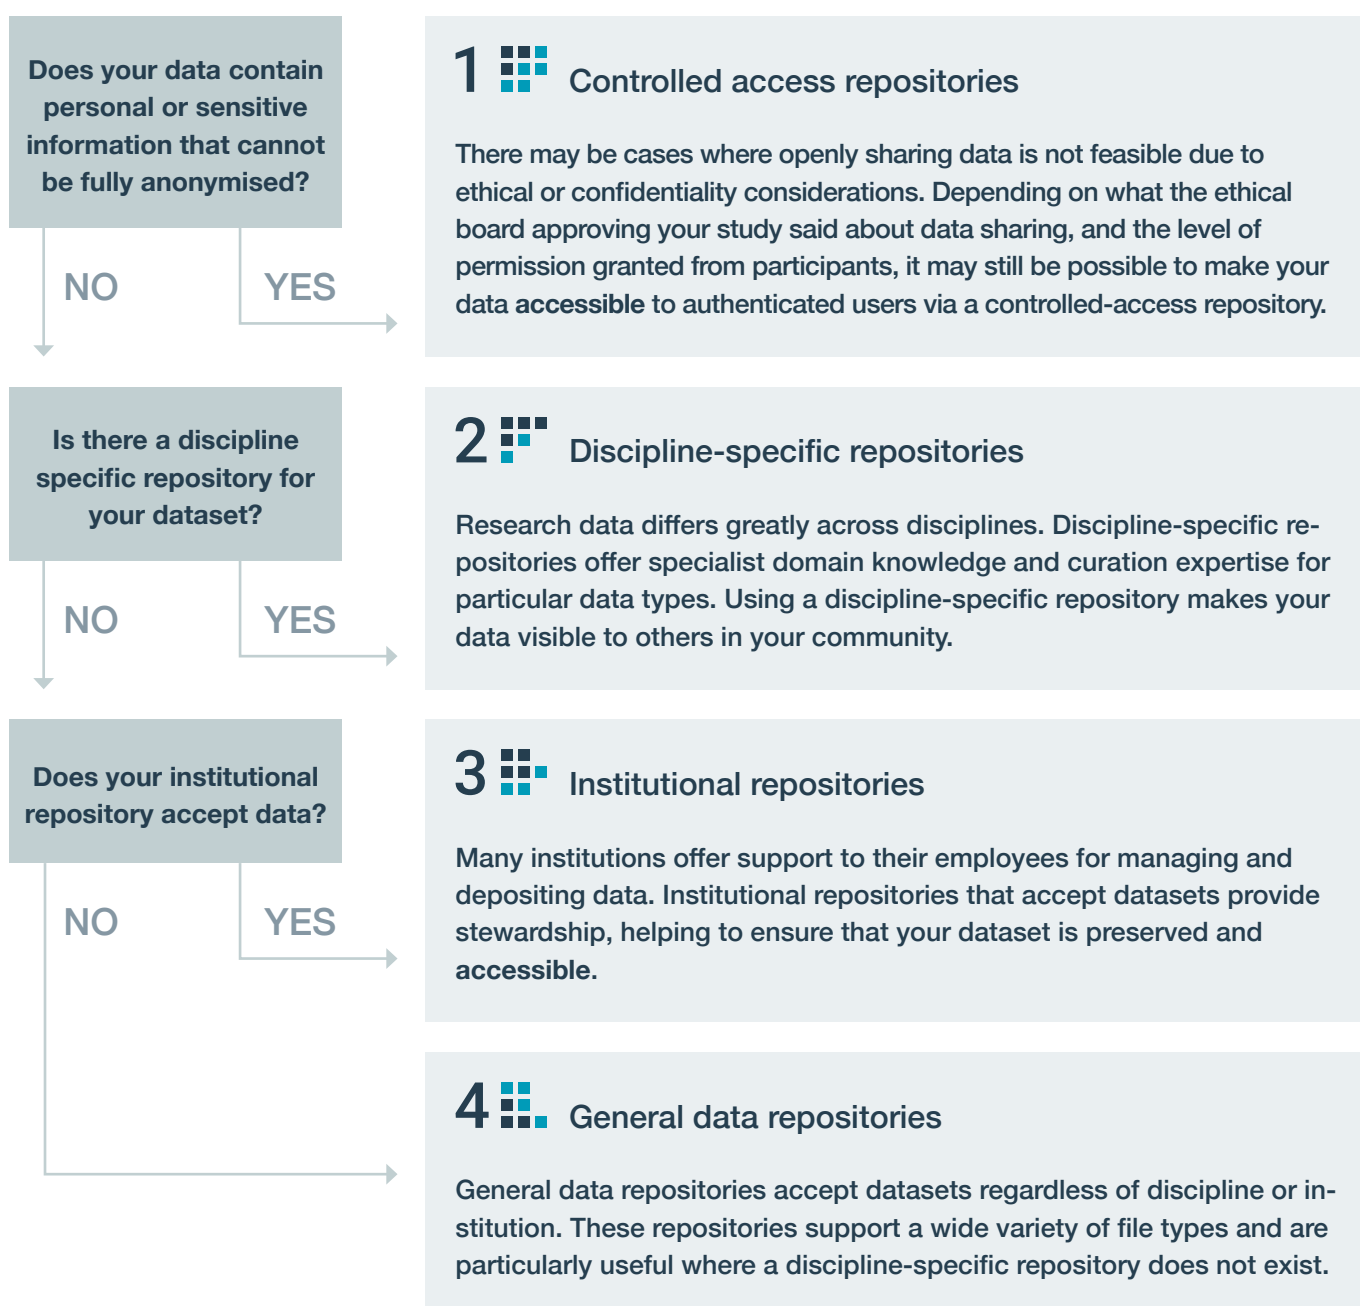 Does your data contain
personal or sensitive
information that cannot
be fully anonymised?
NO
YES
1
Controlled access repositories
There may be cases where openly sharing data is not feasible due to
ethical or confidentiality considerations. Depending on what the ethical
board approving your study said about data sharing, and the level of
permission granted from participants, it may still be possible to make your
data accessible to authenticated users via a controlled-access repository.
Is there a discipline
specific repository for
your dataset?
NO
YES
2
Discipline-specific repositories
Research data differs greatly across disciplines. Discipline-specific re-
positories offer specialist domain knowledge and curation expertise for
particular data types. Using a discipline-specific repository makes your
data visible to others in your community.
Does your institutional
repository accept data?
NO
YES
3
Institutional repositories
Many institutions offer support to their employees for managing and
depositing data. Institutional repositories that accept datasets provide
stewardship, helping to ensure that your dataset is preserved and
accessible.
4
General data repositories
General data repositories accept datasets regardless of discipline or in-
stitution. These repositories support a wide variety of file types and are
particularly useful where a discipline-specific repository does not exist.